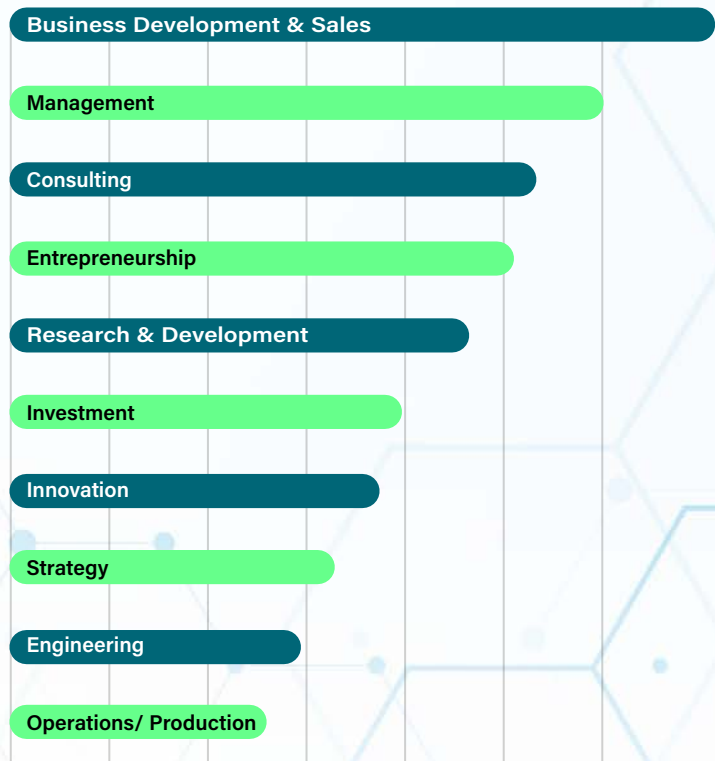 Business Development & Sales
Management
Consulting
Entrepreneurship
Research & Development
Investment
Innovation
Strategy
Engineering
Operations/ Production